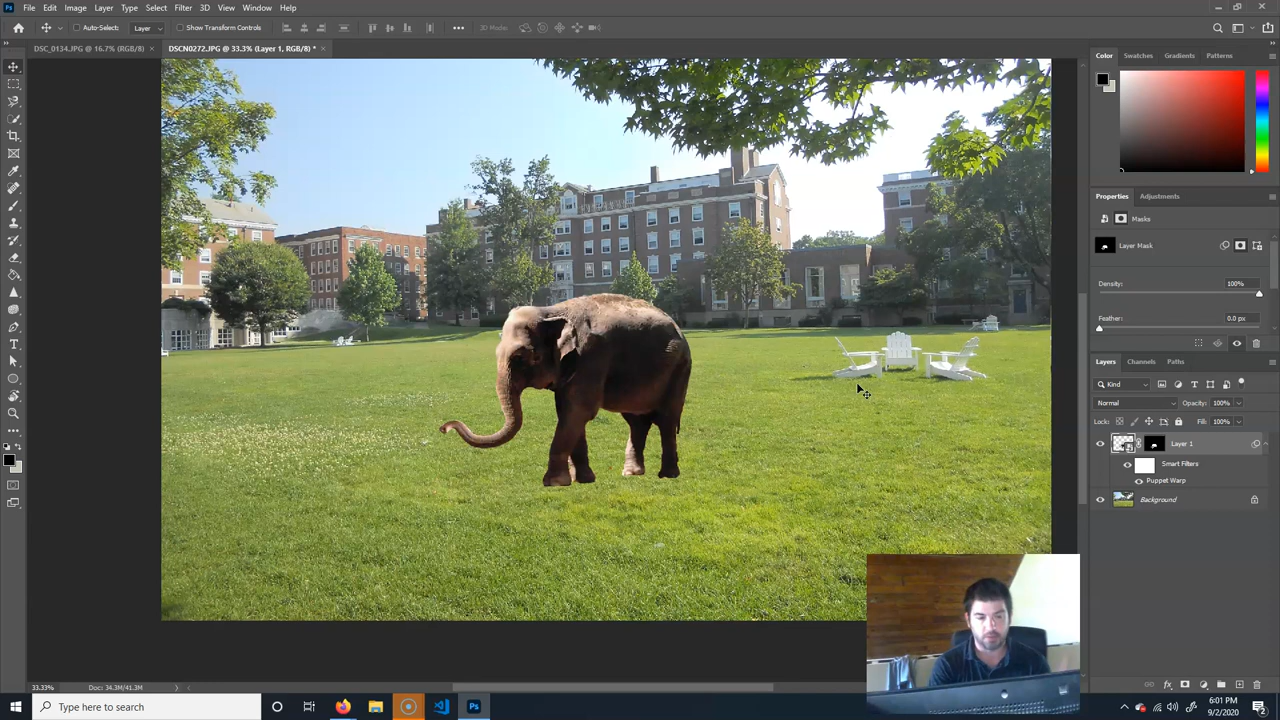 Ps File Edit Image Layer Type Select Filter 3D View Window Help
Auto-Select: Layer Show Transform Controls 3D Mode:
DSC_0134.JPG @ 16.7% (RGB/8) × DSCN0272.JPG @ 33.3% (Layer 1, RGB/8) * ×
Color Swatches Gradients Patterns
Properties Adjustments
Masks
Layer Mask
Density: 100%
Feather: 0.0 px
Layers Channels Paths
Kind
Normal Opacity: 100%
Lock: Fill: 100%
Layer 1
Smart Filters
Puppet Warp
Background
33.33% Doc: 34.3M/41.3M
Type here to search
6:01 PM
9/2/2020